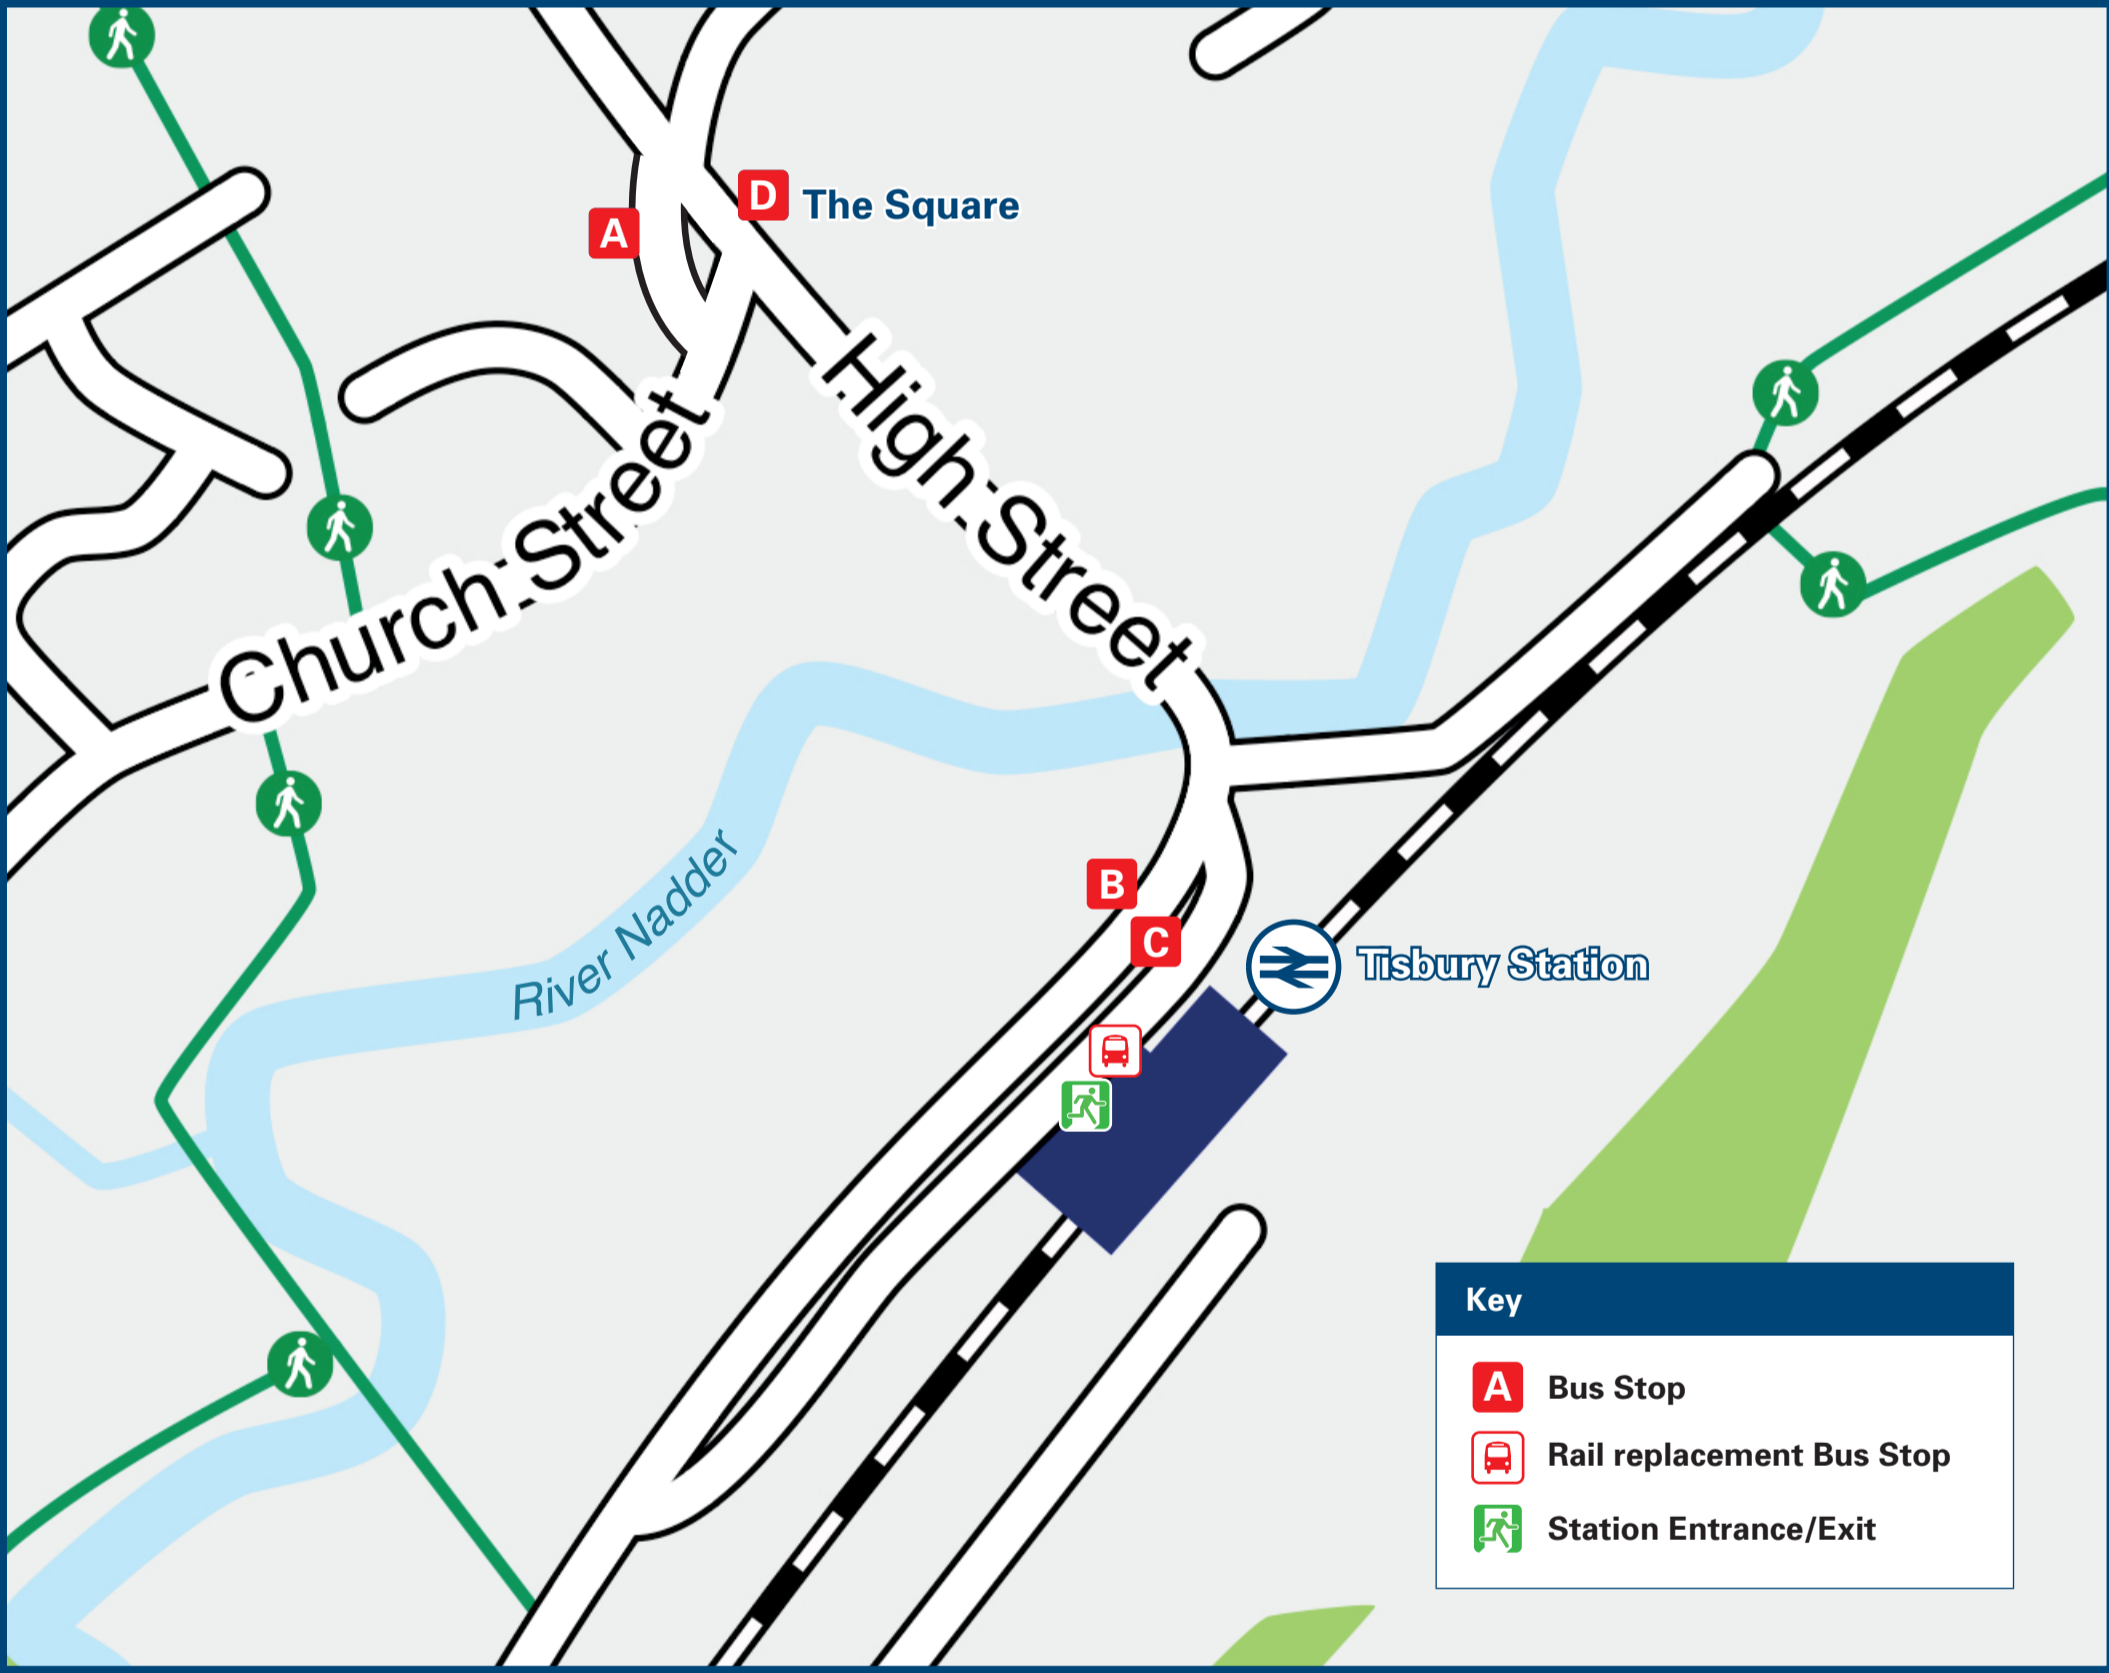 D
The Square
A
High Street
Church Street
River Nadder
B
C
Tisbury Station
Key
A
Bus Stop
Rail replacement Bus Stop
Station Entrance/Exit